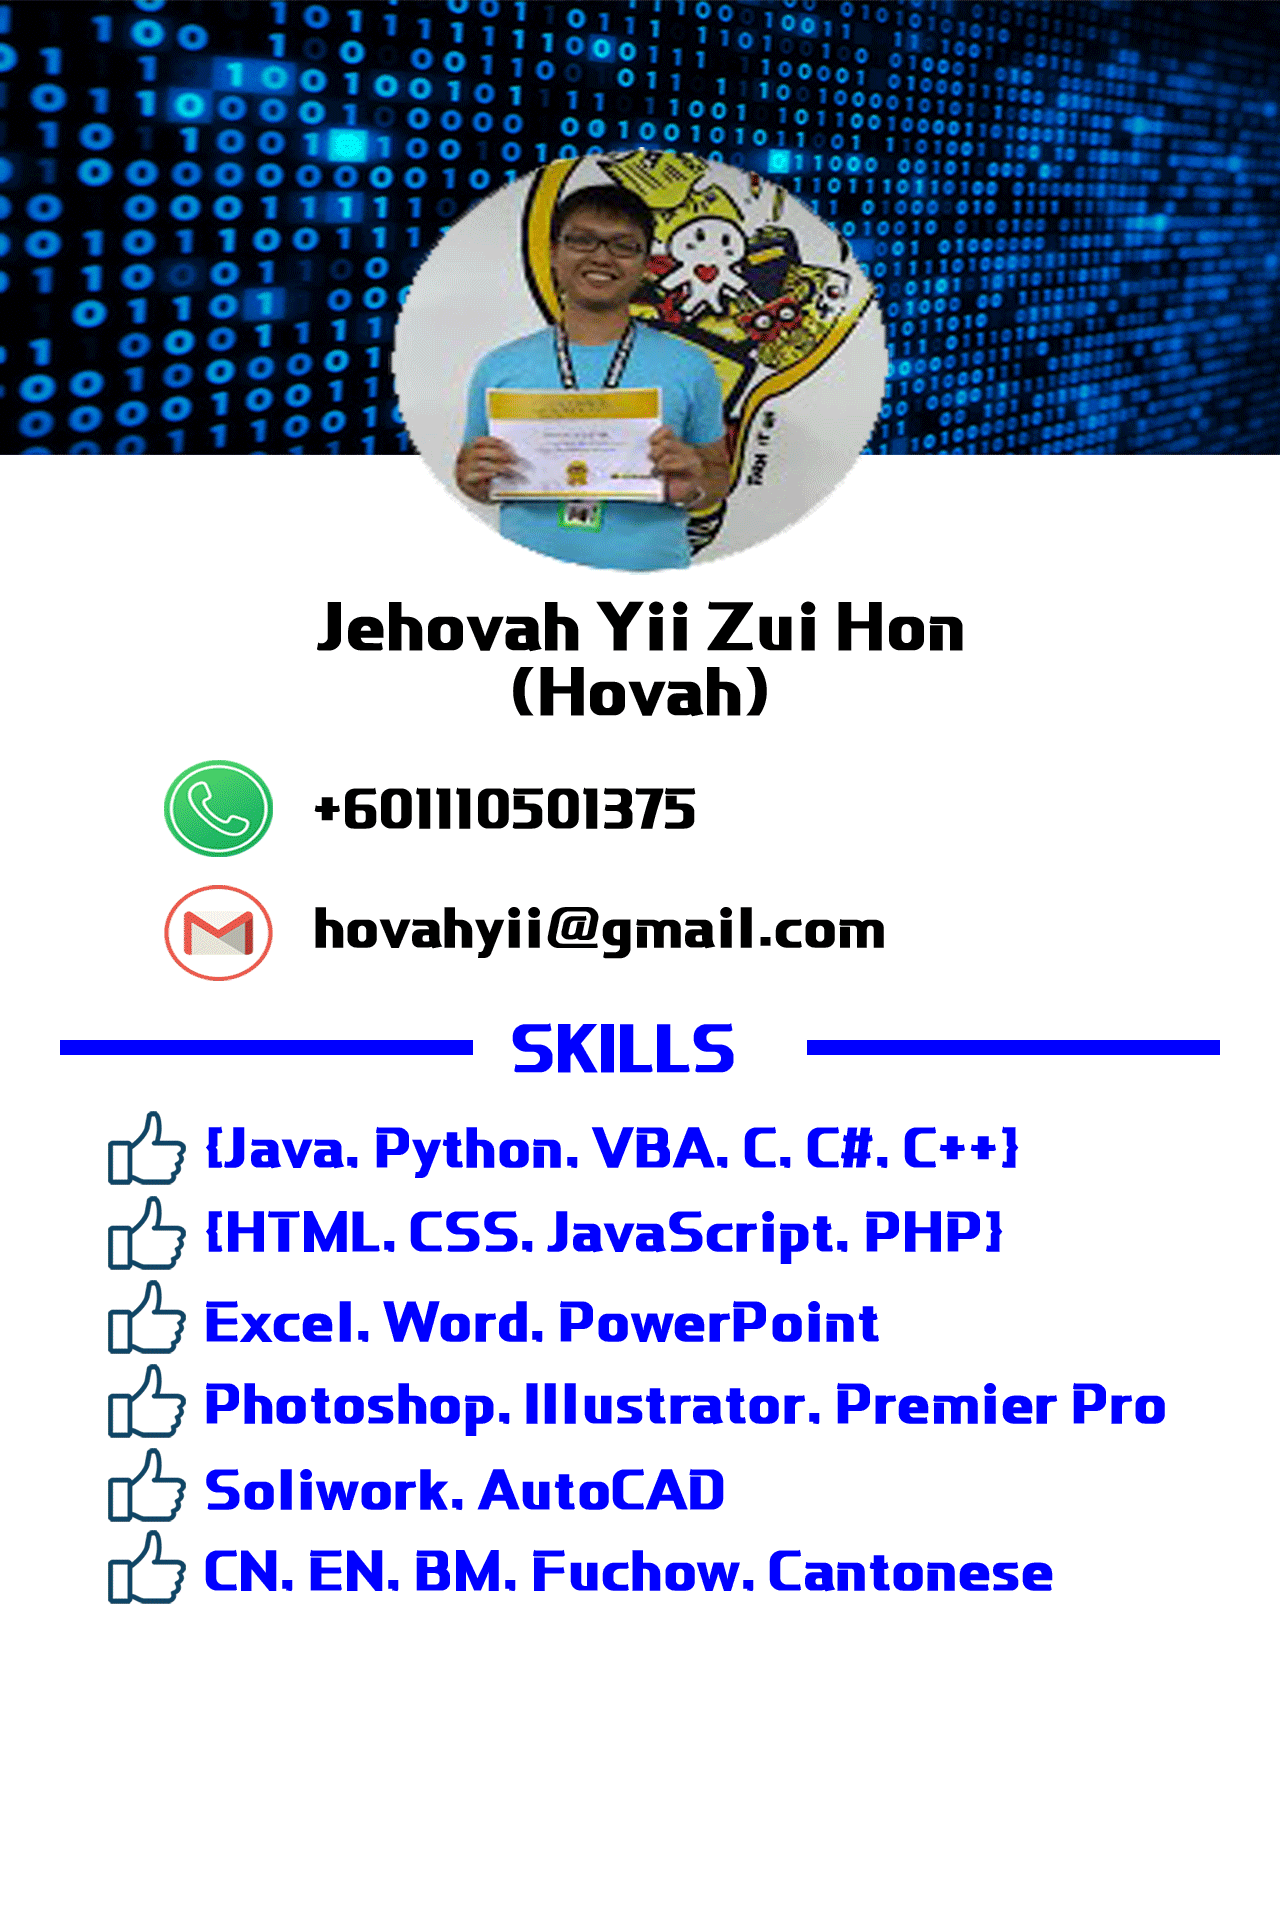 Jehovah Yii Zui Hon
(Hovah)
+601110501375
hovahyii@gmail.com
SKILLS
{Java, Python, VBA, C, C#, C++}
{HTML, CSS, JavaScript, PHP}
Excel, Word, PowerPoint
Photoshop, Illustrator, Premier Pro
Soliwork, AutoCAD
CN, EN, BM, Fuchow, Cantonese